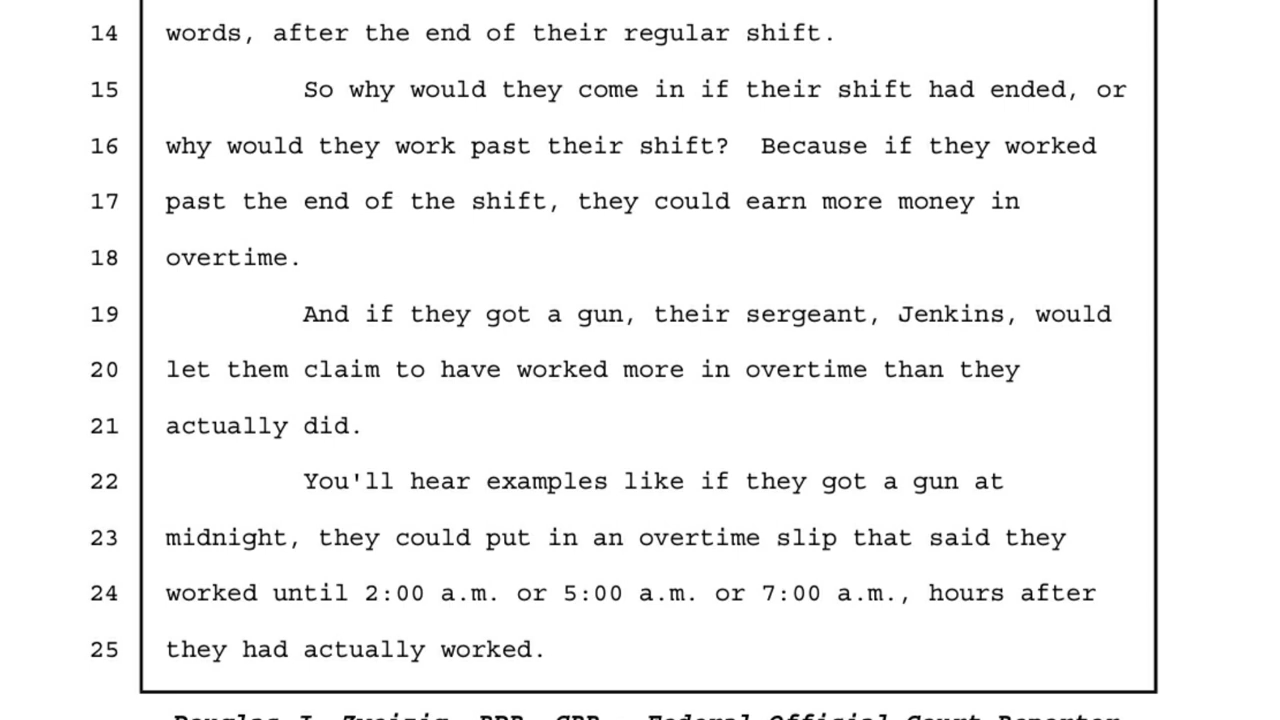 14 words, after the end of their regular shift.
15 So why would they come in if their shift had ended, or
16 why would they work past their shift?  Because if they worked
17 past the end of the shift, they could earn more money in
18 overtime.
19 And if they got a gun, their sergeant, Jenkins, would
20 let them claim to have worked more in overtime than they
21 actually did.
22 You'll hear examples like if they got a gun at
23 midnight, they could put in an overtime slip that said they
24 worked until 2:00 a.m. or 5:00 a.m. or 7:00 a.m., hours after
25 they had actually worked.
Federal Official Court Reporter